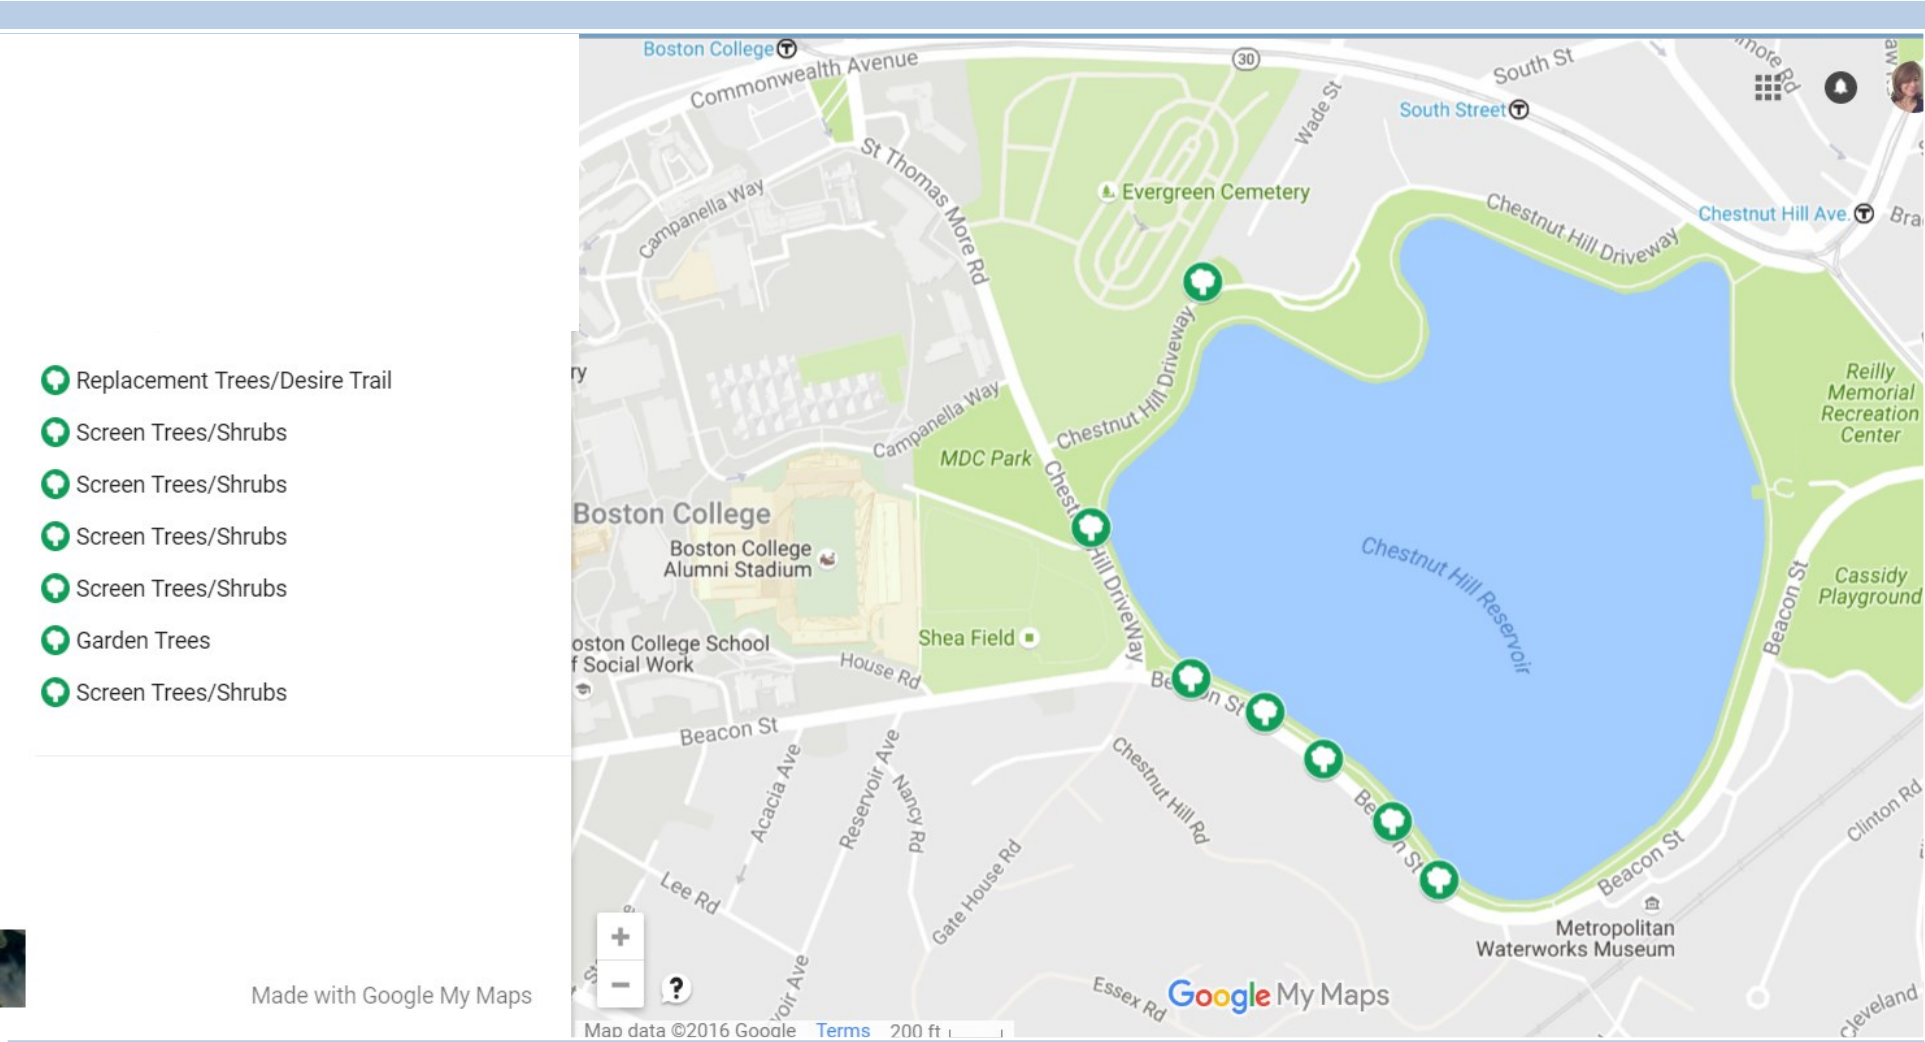 Replacement Trees/Desire Trail
Screen Trees/Shrubs
Screen Trees/Shrubs
Screen Trees/Shrubs
Screen Trees/Shrubs
Garden Trees
Screen Trees/Shrubs
Made with Google My Maps
Boston College
Commonwealth Avenue
30
South St
South Street
Wade St
St Thomas More Rd
Campanella Way
Evergreen Cemetery
Chestnut Hill Driveway
Chestnut Hill Ave
Chestnut Hill Driveway
Reilly
Memorial
Recreation
Center
Campanella Way
MDC Park
Boston College
Boston College
Alumni Stadium
Hill DriveWay
Chestnut Hill Reservoir
Cassidy
Playground
Beacon St
Shea Field
College School
Social Work
House Rd
Beacon St
St
Acacia Ave
Reservoir Ave
Nancy Rd
Chestnut Hill Rd
Gate House Rd
Lee Rd
St
Beacon St
Clinton Rd
Metropolitan
Waterworks Museum
Essex Rd
Cleveland
Google My Maps
+
−
?
Map data ©2016 Google Terms 200 ft